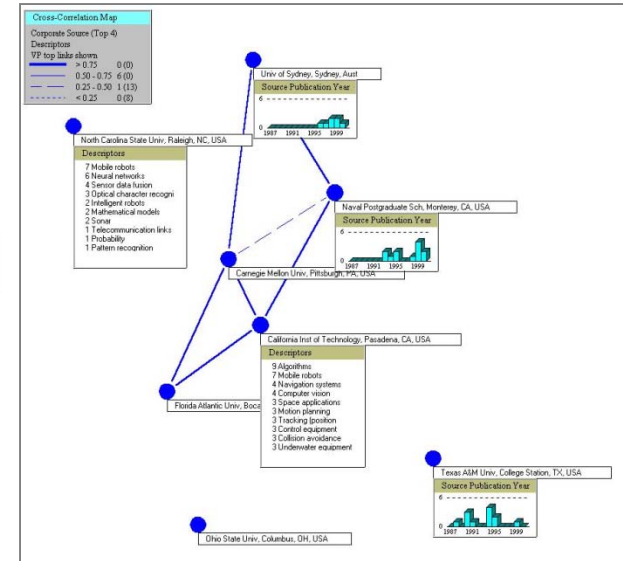 Cross-Correlation Map
Corporate Source (Top 4)
Descriptors
VP top links shown
> 0.75 0 (0)
0.50 - 0.75 6 (0)
0.25 - 0.50 1 (13)
< 0.25 0 (8)
Univ of Sydney, Sydney, Aust
Source Publication Year
6
0
1987 1991 1995 1999
North Carolina State Univ, Raleigh, NC, USA
Descriptors
7 Mobile robots
6 Neural networks
4 Sensor data fusion
3 Optical character recogni
2 Intelligent robots
2 Mathematical models
2 Sonar
1 Telecommunication links
1 Probability
1 Pattern recognition
Naval Postgraduate Sch, Monterey, CA, USA
Source Publication Year
6
0
1987 1991 1995 1999
Carnegie Mellon Univ, Pittsburgh, PA, USA
California Inst of Technology, Pasadena, CA, USA
Descriptors
9 Algorithms
7 Mobile robots
4 Navigation systems
4 Computer vision
3 Space applications
3 Motion planning
3 Tracking (position
3 Control equipment
3 Collision avoidance
3 Underwater equipment
Florida Atlantic Univ, Boca
Texas A&M Univ, College Station, TX, USA
Source Publication Year
6
0
1987 1991 1995 1999
Ohio State Univ, Columbus, OH, USA